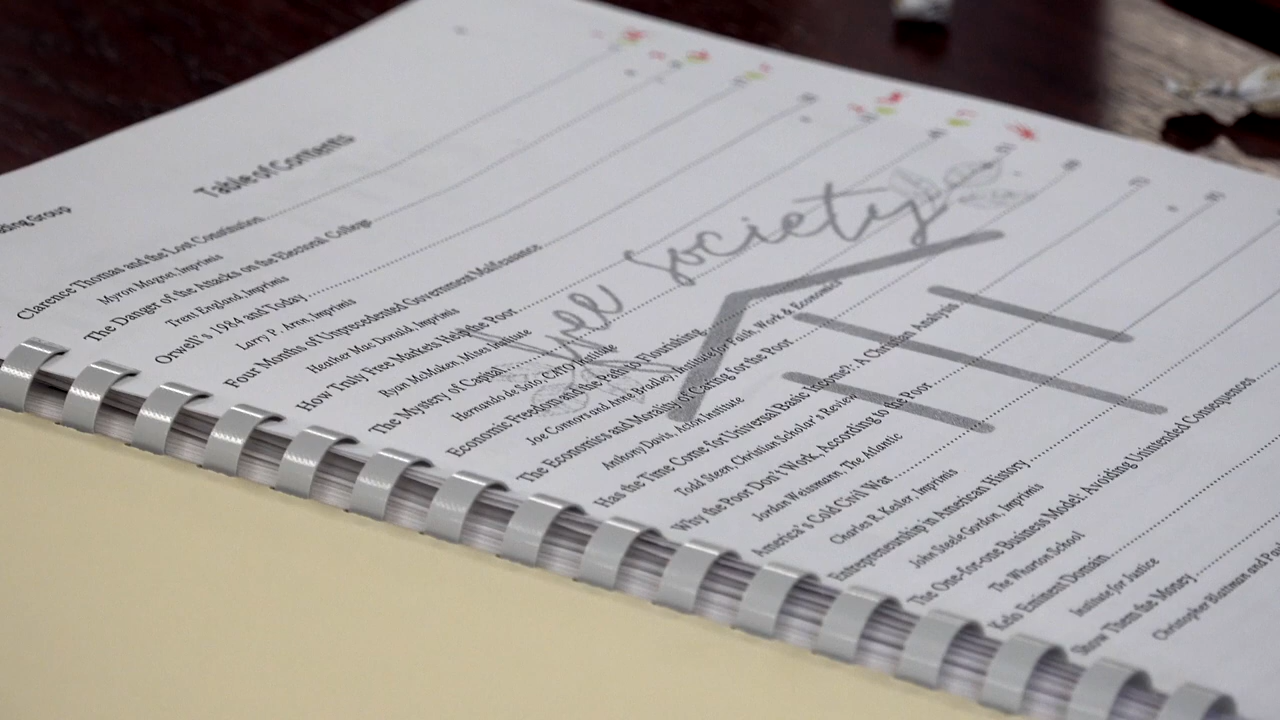 Group
Table of Contents
Clarence Thomas and the Lost Constitution
Myron Magnet, Imprimis
The Danger of the Attacks on the Electoral College
Trent England, Imprimis
Orwell's 1984 and Today
Larry P. Arnn, Imprimis
Four Months of Unprecedented Government Malfeasance
Heather Mac Donald, Imprimis
How Truly Free Markets Help the Poor
Ryan McMaken, Mises Institute
The Mystery of Capital
Hernando de Soto, CATO Institute
Economic Freedom and the Path to Flourishing
Joe Connors and Anne Bradley, Institute for Faith, Work & Economics
The Economics and Morality of Caring for the Poor
Anthony Davis, Acton Institute
Has the Time Come for Universal Basic Income? A Christian Analysis
Todd Steen, Christian Scholar's Review
Why the Poor Don't Work, According to the Poor
Jordan Weissmann, The Atlantic
America's Cold Civil War
Charles R. Kesler, Imprimis
Entrepreneurship in American History
John Steele Gordon, Imprimis
The One-for-one Business Model: Avoiding Unintended Consequences
The Wharton School
Kelo Eminent Domain
Institute for Justice
Show Them the Money
Christopher Blattman and
free society